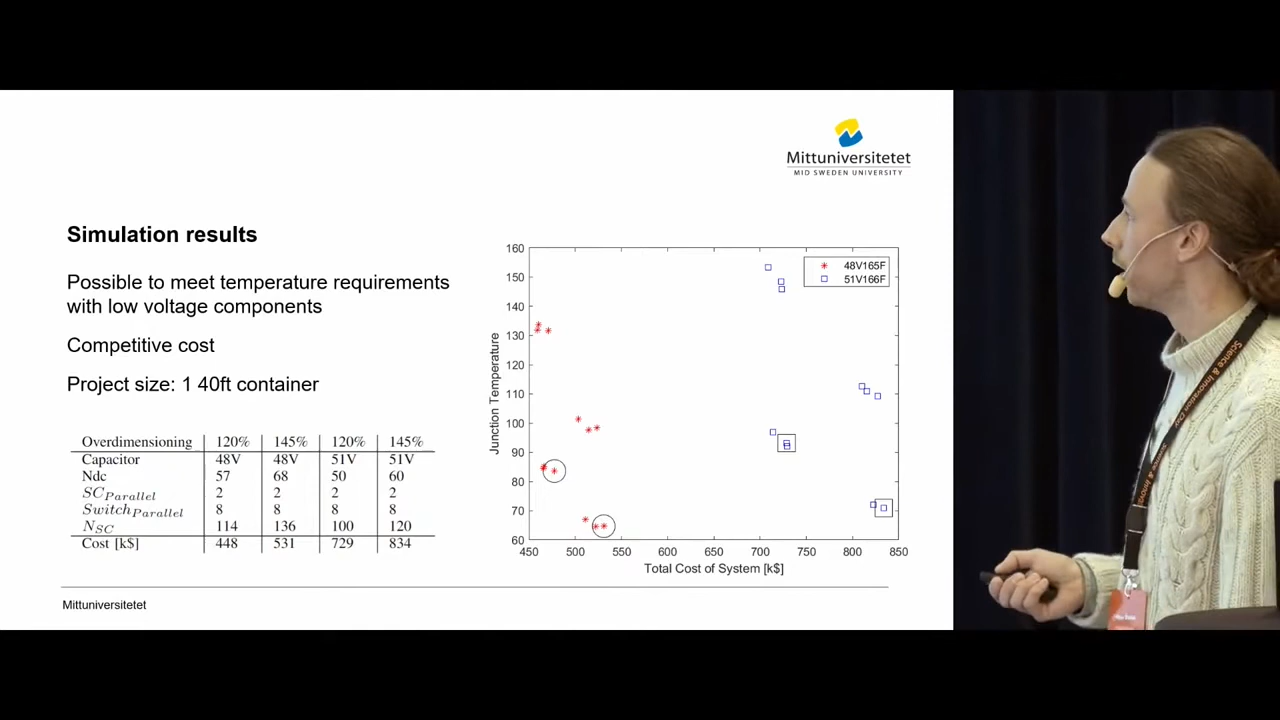 Mittuniversitetet
MID SWEDEN UNIVERSITY
Simulation results
Possible to meet temperature requirements
with low voltage components
Competitive cost
Project size: 1 40ft container
Overdimensioning 120% 145% 120% 145%
Capacitor 48V 48V 51V 51V
Ndc 57 68 50 60
SC_Parallel 2 2 2 2
Switch_Parallel 8 8 8 8
N_SC 114 136 100 120
Cost [k$] 448 531 729 834
48V165F
51V166F
160
150
140
130
120
110
100
90
80
70
60
Junction Temperature
450 500 550 600 650 700 750 800 850
Total Cost of System [k$]
Mittuniversitetet
Science & Innovation Day